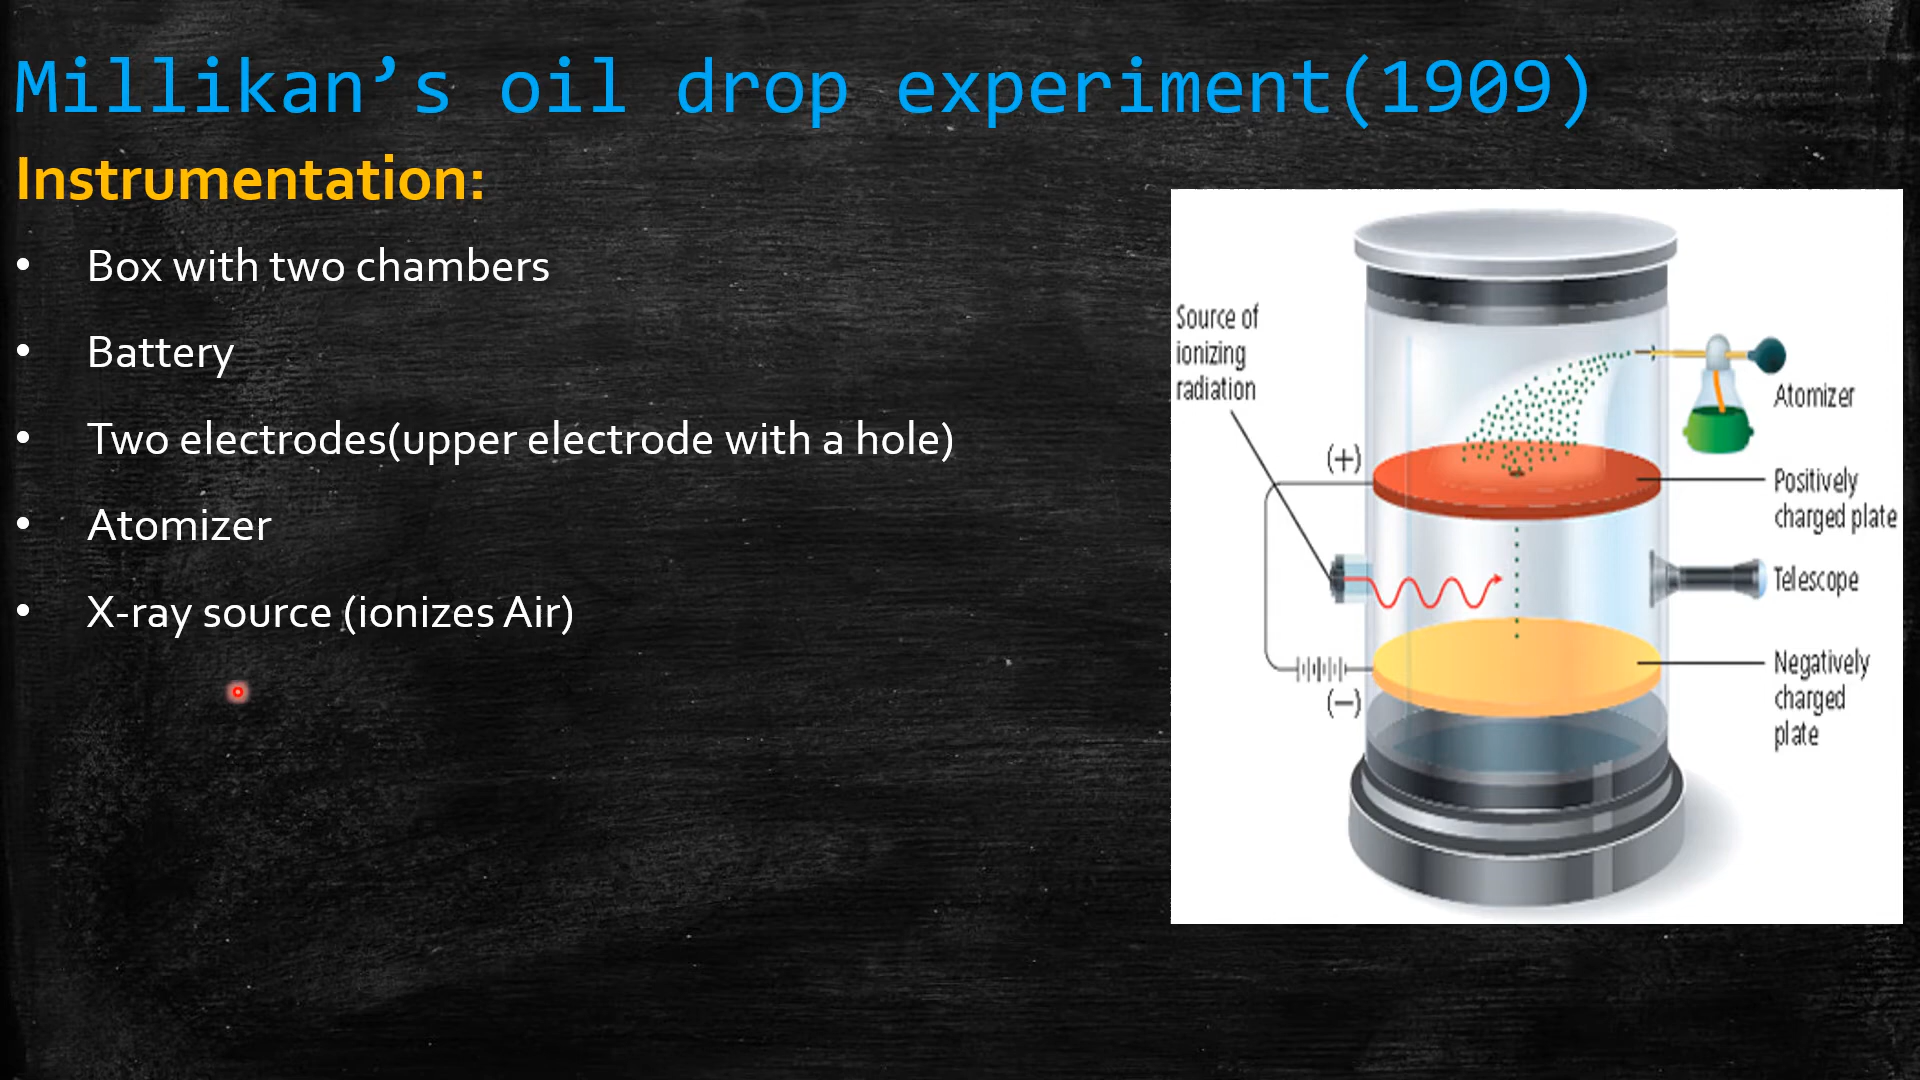 Millikan’s oil drop experiment(1909)
Instrumentation:
• Box with two chambers
• Battery
• Two electrodes(upper electrode with a hole)
• Atomizer
• X-ray source (ionizes Air)
Source of
ionizing
radiation
Atomizer
(+)
Positively
charged plate
Telescope
Negatively
charged
plate
(−)